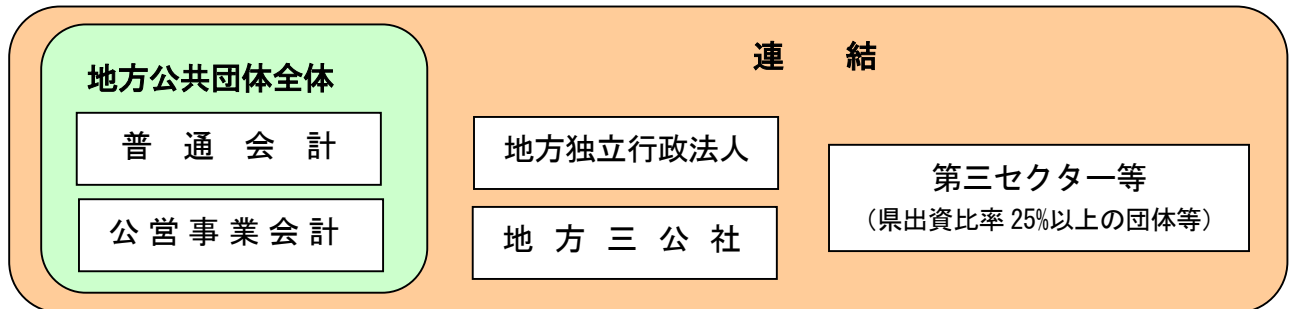 連　結
地方公共団体全体
普通会計
公営事業会計
地方独立行政法人
地方三公社
第三セクター等
（県出資比率 25%以上の団体等）